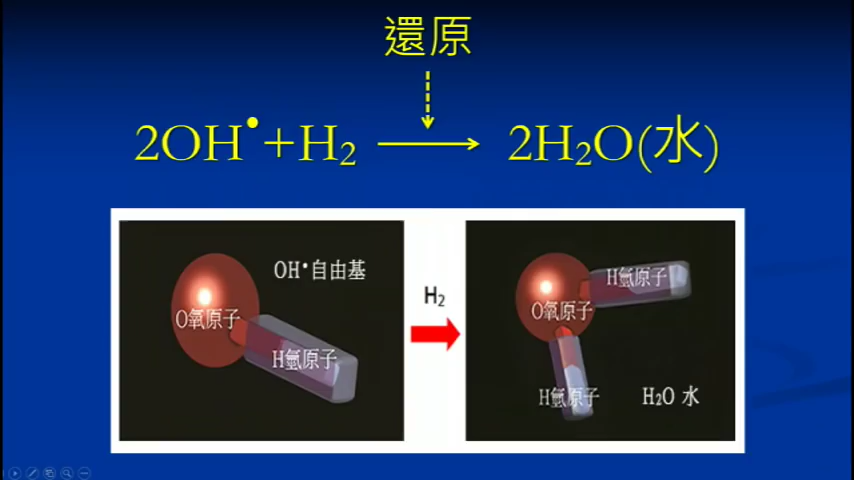 還原
2OH•+H₂ → 2H₂O(水)
OH•自由基
O氧原子
H氫原子
H₂
H氫原子
O氧原子
H氫原子
H₂O 水